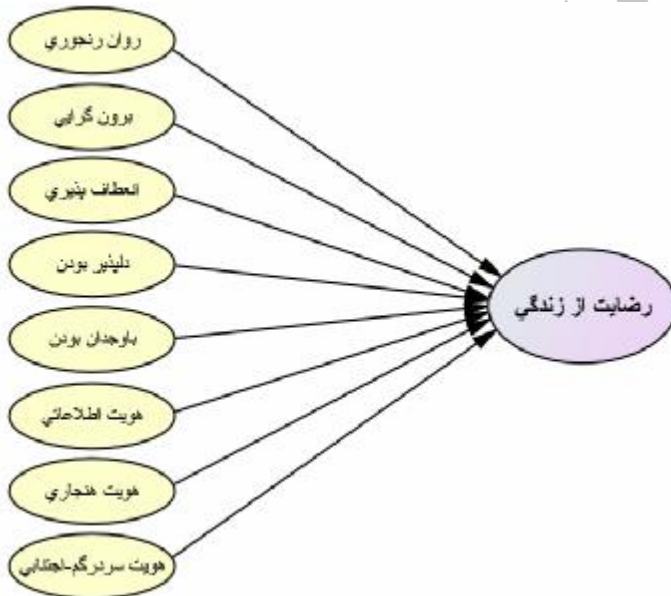 روان رنجوري
برون گرايي
انعطاف پذيري
دلپذير بودن
باوجدان بودن
هويت اطلاعاتي
هويت هنجاري
هويت سردرگم-اجتنابي
رضايت از زندگي